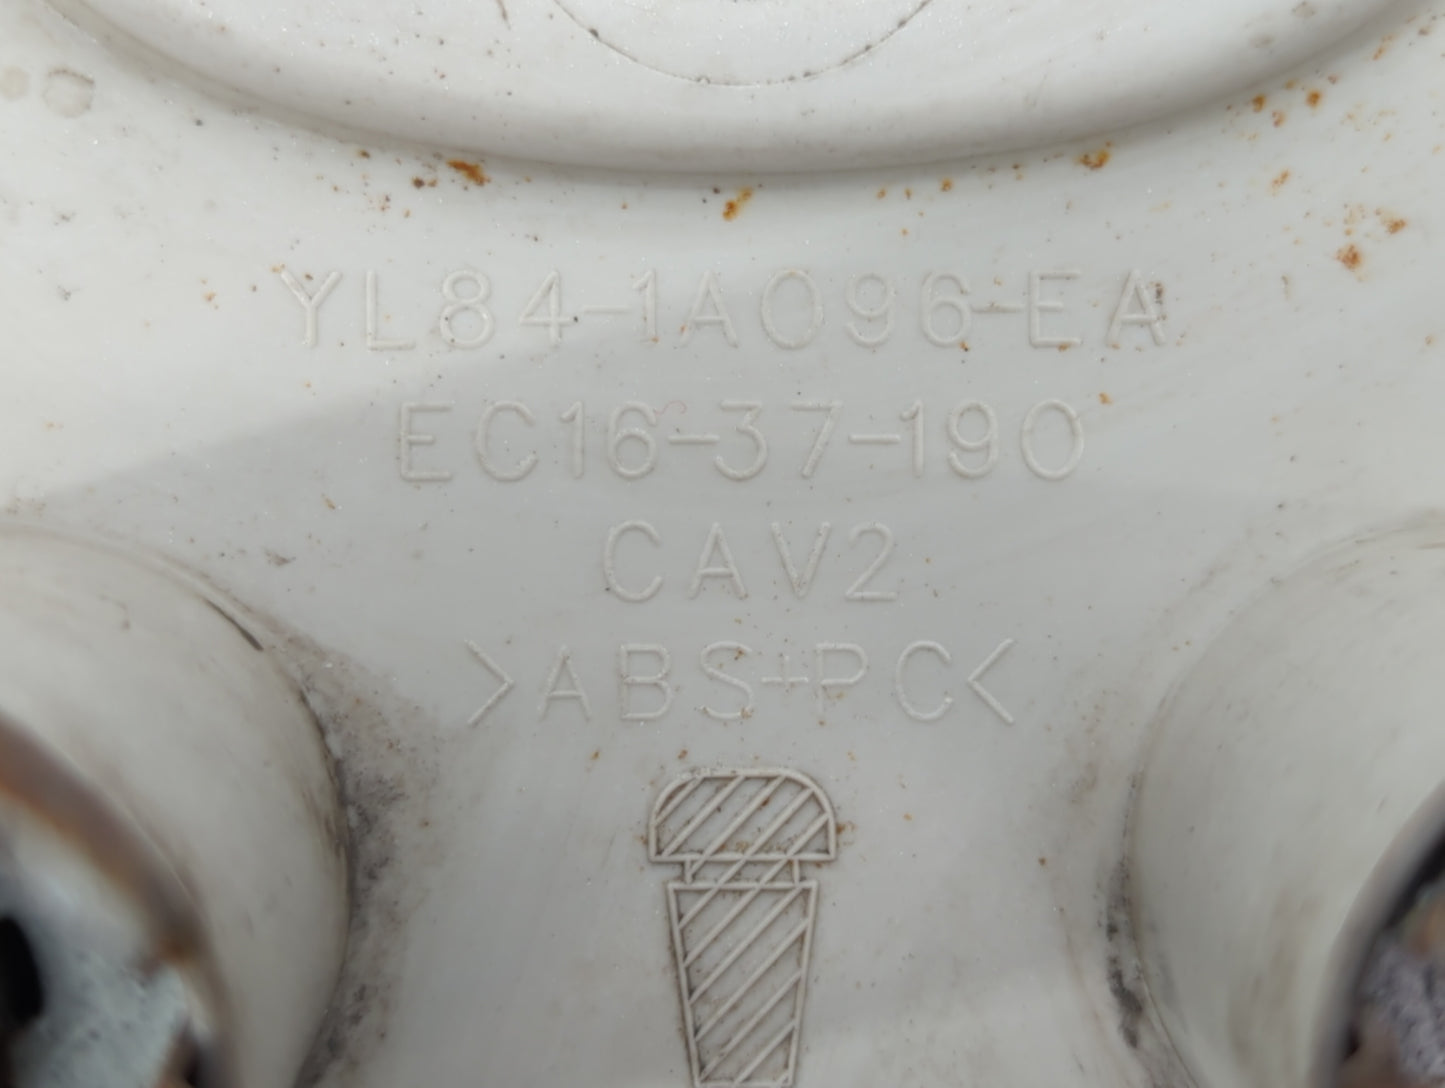 YL84-1A096-EA
EC16-37-190
CAV2
>ABS+PC<